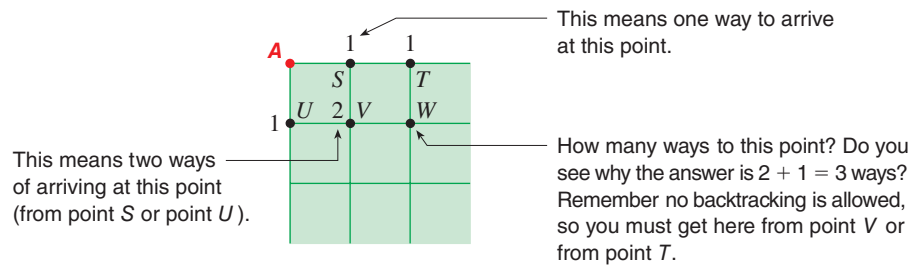 This means one way to arrive
at this point.
A
1
1
S
T
1
U
2
V
W
This means two ways
of arriving at this point
(from point S or point U ).
How many ways to this point? Do you
see why the answer is 2 + 1 = 3 ways?
Remember no backtracking is allowed,
so you must get here from point V or
from point T.